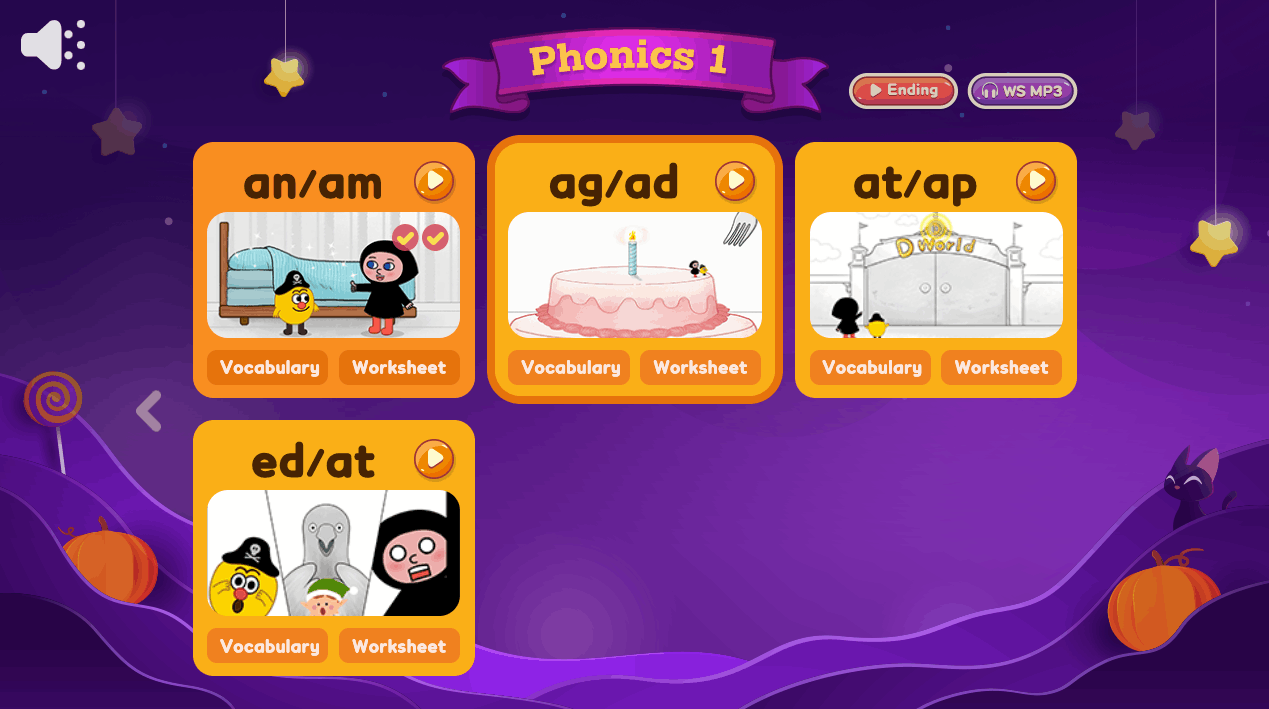 Phonics 1
Ending
WS MP3
an/am
Vocabulary
Worksheet
ag/ad
Vocabulary
Worksheet
at/ap
D World
Vocabulary
Worksheet
ed/at
Vocabulary
Worksheet